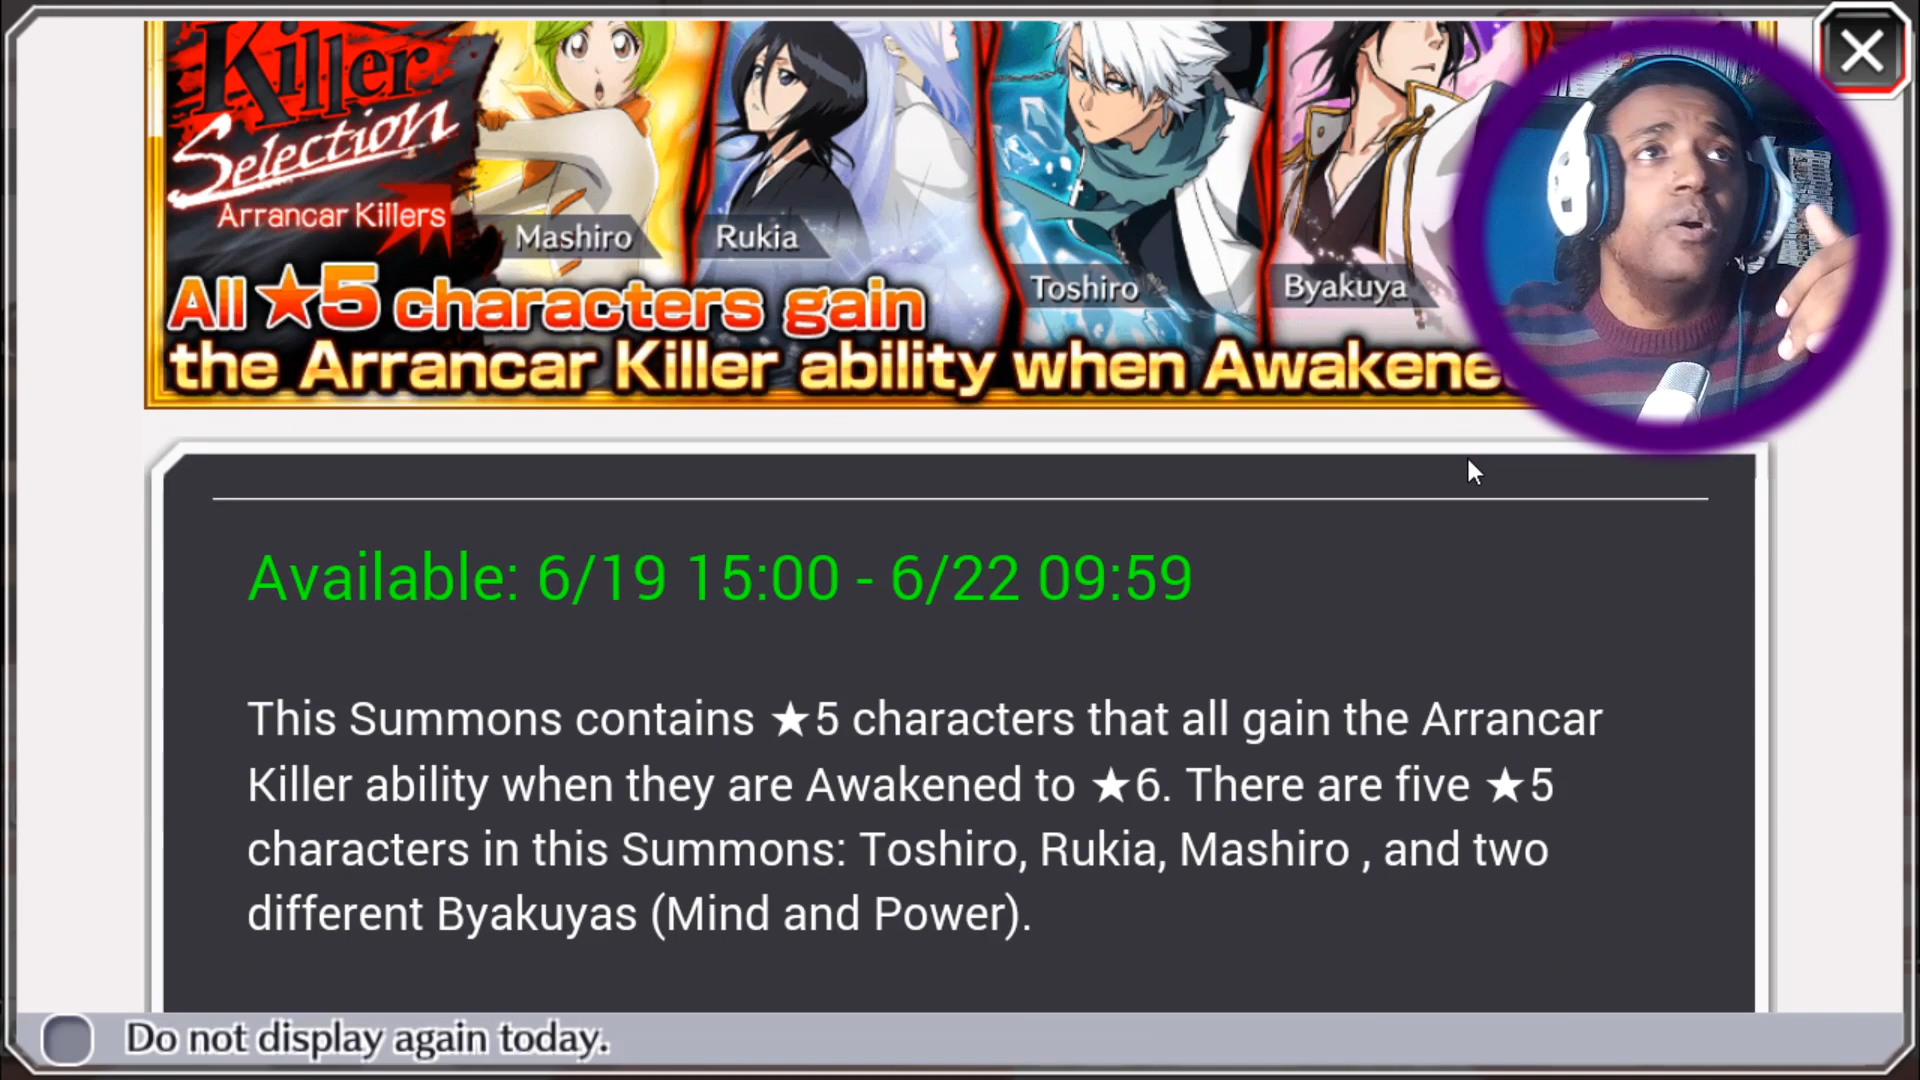 Killer
Selection
Arrancar Killers
Mashiro
Rukia
Toshiro
Byakuya
All ★5 characters gain
the Arrancar Killer ability when Awakene
Available: 6/19 15:00 - 6/22 09:59
This Summons contains ★5 characters that all gain the Arrancar
Killer ability when they are Awakened to ★6. There are five ★5
characters in this Summons: Toshiro, Rukia, Mashiro , and two
different Byakuyas (Mind and Power).
Do not display again today.